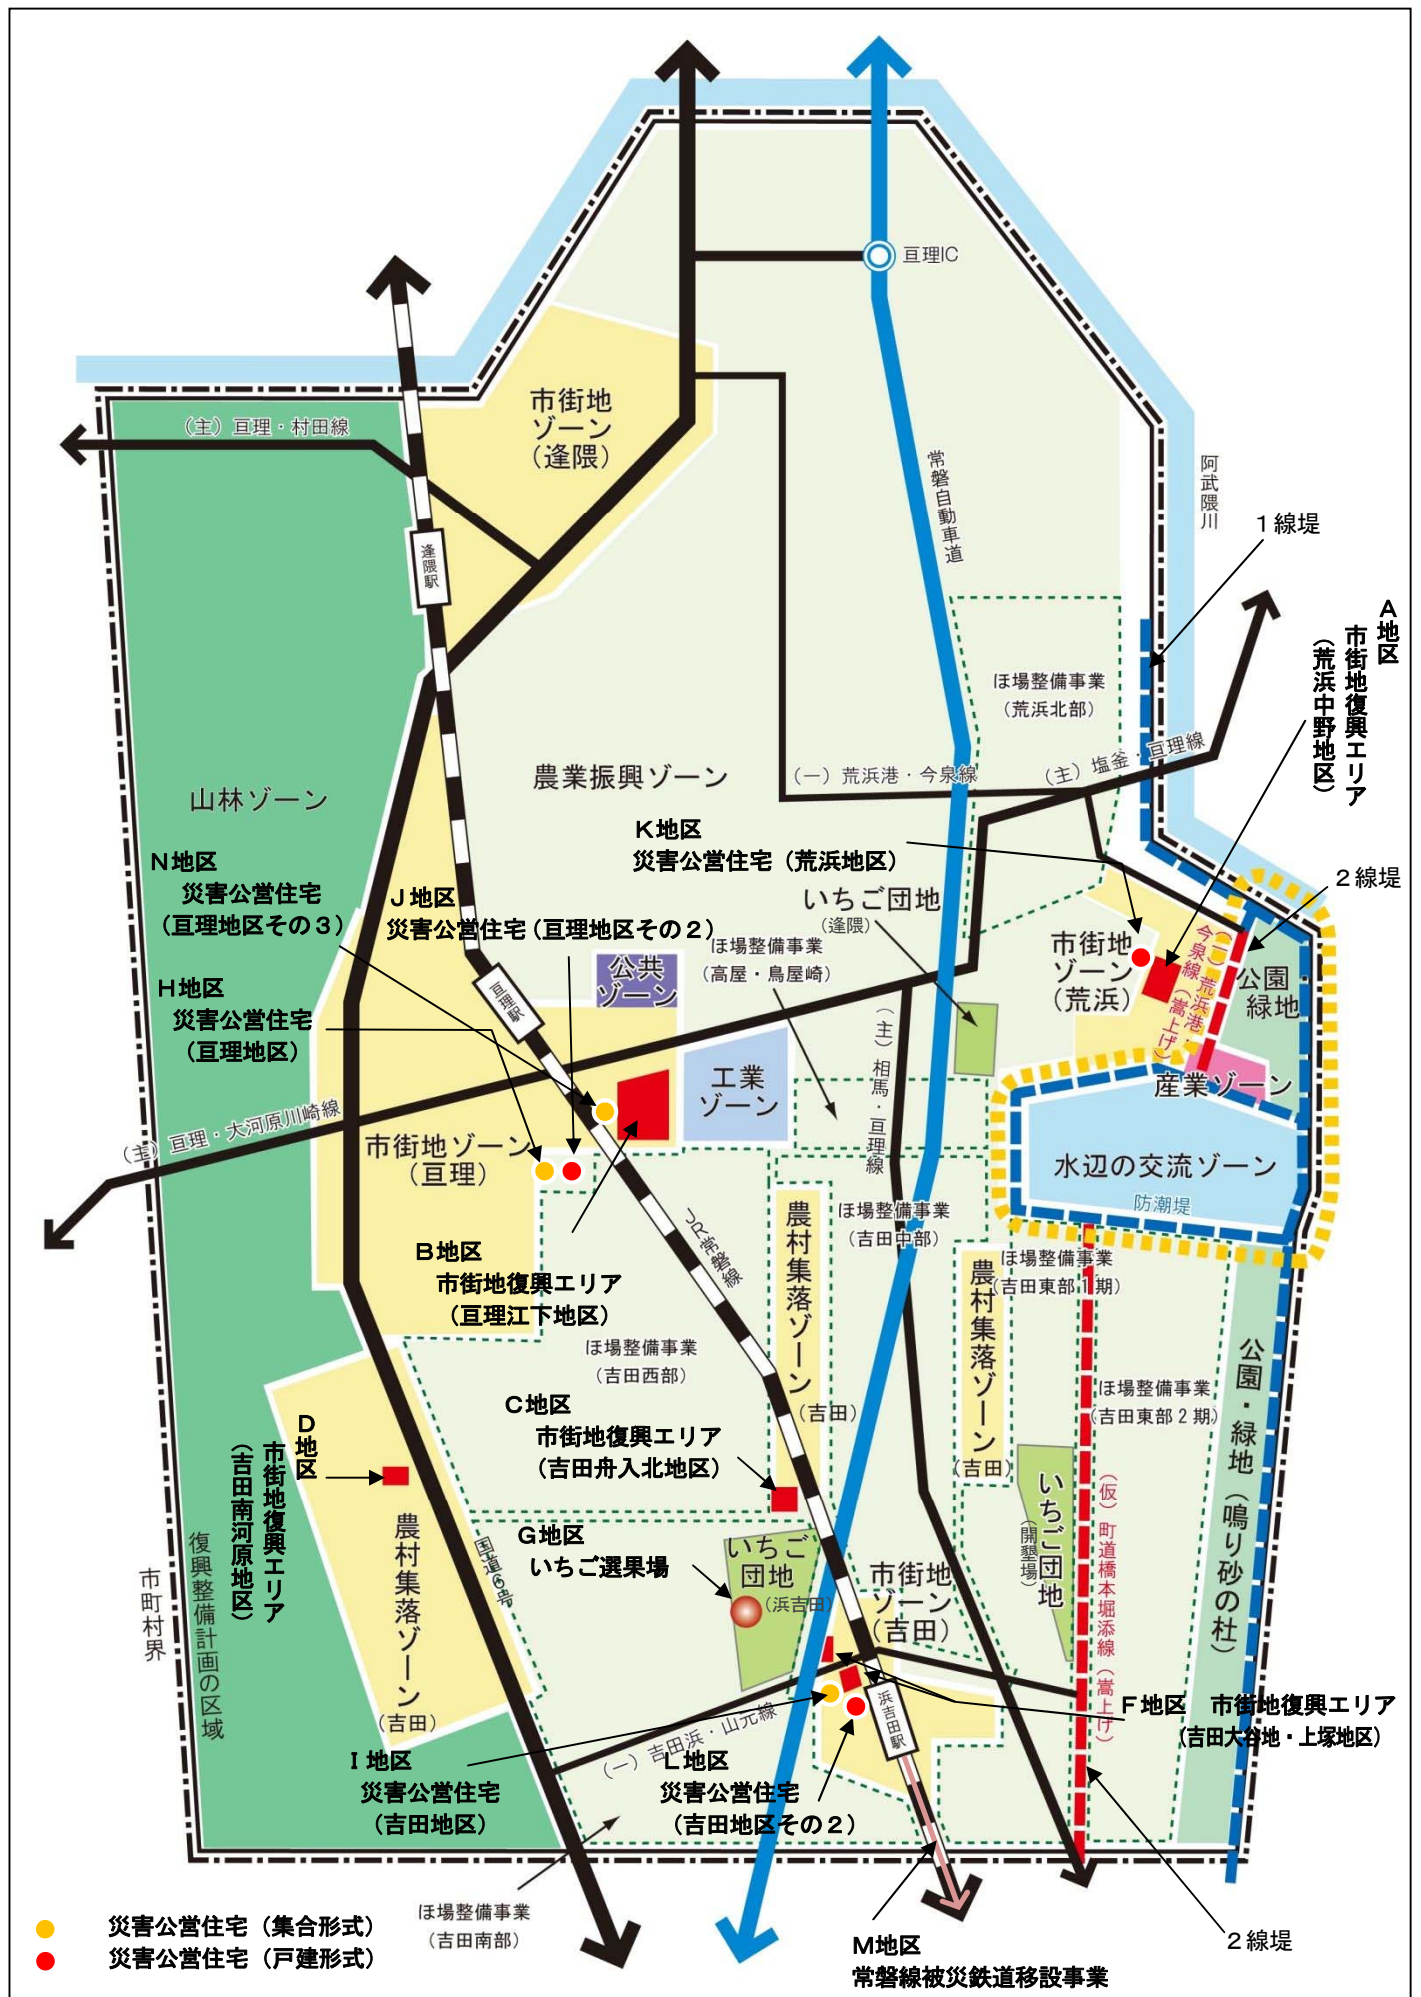 亘理IC
市街地
ゾーン
（逢隈）
（主）亘理・村田線
常磐自動車道
阿武隈川
1線堤
逢隈駅
A地区
市街地復興エリア
（荒浜中野地区）
ほ場整備事業
（荒浜北部）
（主）塩釜・亘理線
（一）荒浜港・今泉線
農業振興ゾーン
山林ゾーン
K地区
災害公営住宅（荒浜地区）
N地区
災害公営住宅
（亘理地区その３）
J地区
災害公営住宅（亘理地区その２）
いちご団地
（逢隈）
２線堤
ほ場整備事業
（高屋・鳥屋崎）
市街地
ゾーン
（荒浜）
（一）荒浜港・
今泉線（嵩上げ）
公園・
緑地
公共
ゾーン
亘理駅
H地区
災害公営住宅
（亘理地区）
（主）相馬・亘理線
工業
ゾーン
産業ゾーン
（主）亘理・大河原川崎線
市街地ゾーン
（亘理）
水辺の交流ゾーン
防潮堤
JR常磐線
農村集落ゾーン
（吉田）
ほ場整備事業
（吉田中部）
B地区
市街地復興エリア
（亘理江下地区）
農村集落ゾーン
（吉田）
ほ場整備事業
（吉田東部１期）
ほ場整備事業
（吉田西部）
公園・緑地（鳴り砂の杜）
ほ場整備事業
（吉田東部２期）
C地区
市街地復興エリア
（吉田舟入北地区）
D地区
市街地復興エリア
（吉田南河原地区）
農村集落ゾーン
（吉田）
国道6号
G地区
いちご選果場
いちご
団地
（浜吉田）
市街地
ゾーン
（吉田）
いちご団地
（開墾場）
（仮）町道橋本堀添線（嵩上げ）
市町村界
復興整備計画の区域
浜吉田駅
F地区　市街地復興エリア
（吉田大谷地・上塚地区）
（一）吉田浜・山元線
I地区
災害公営住宅
（吉田地区）
L地区
災害公営住宅
（吉田地区その２）
ほ場整備事業
（吉田南部）
M地区
常磐線被災鉄道移設事業
２線堤
災害公営住宅（集合形式）
災害公営住宅（戸建形式）